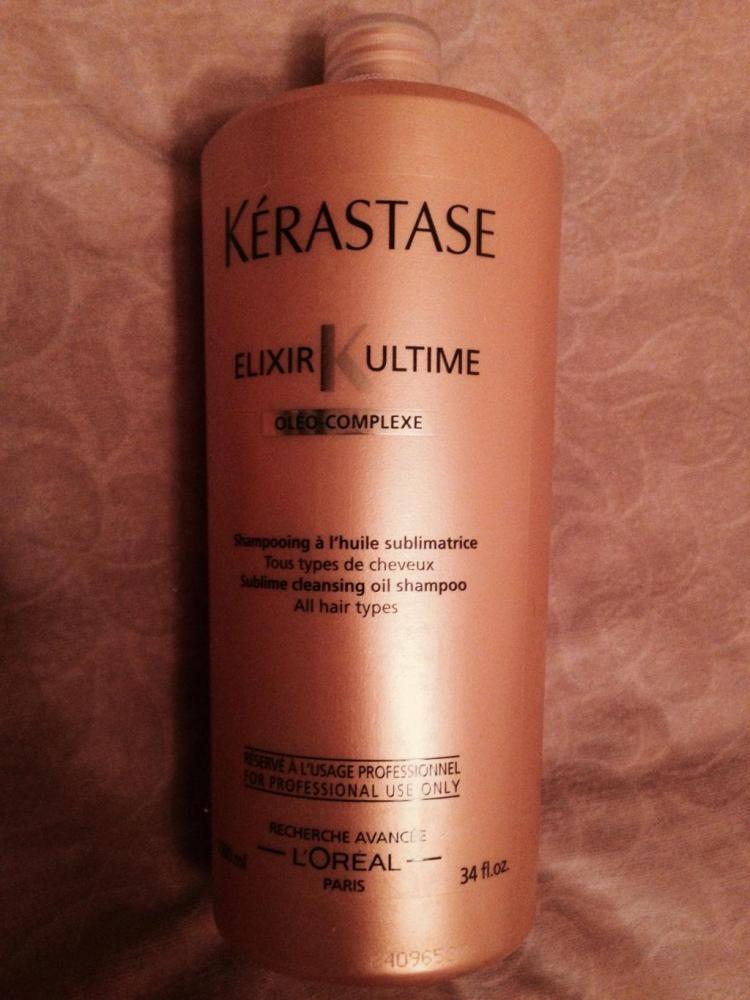 KÉRASTASE
ELIXIR K ULTIME
OLÉO-COMPLEXE
Shampooing à l'huile sublimatrice
Tous types de cheveux
Sublime cleansing oil shampoo
All hair types
RÉSERVÉ À L'USAGE PROFESSIONNEL
FOR PROFESSIONAL USE ONLY
RECHERCHE AVANCÉE
L'ORÉAL
PARIS
ml 34 fl.oz.